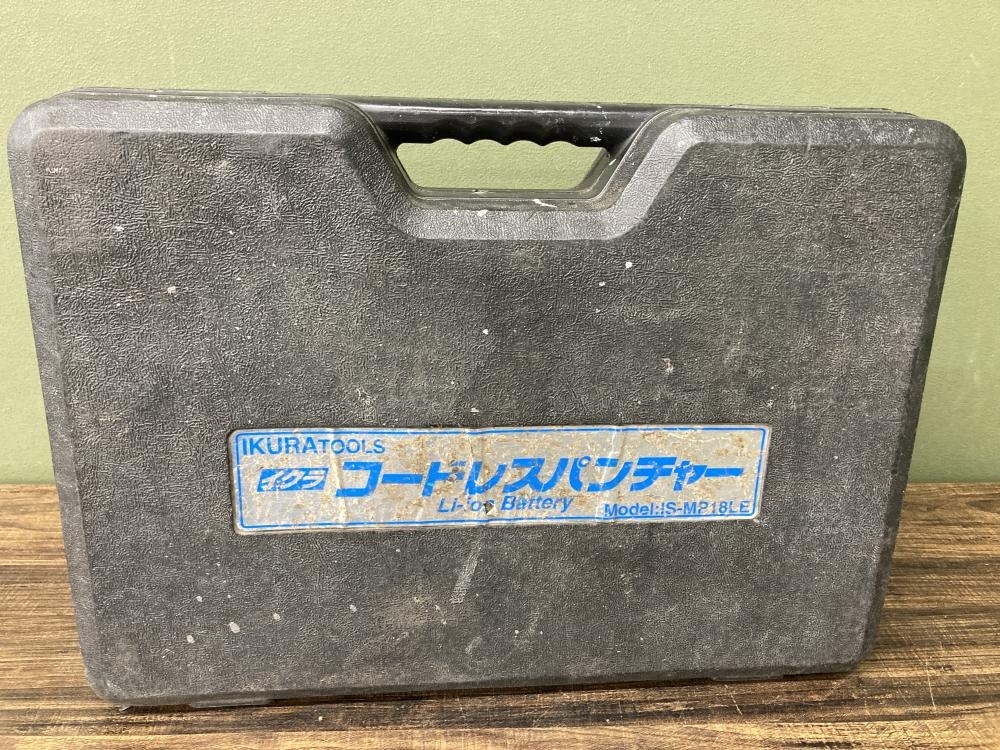 IKURATOOLS
イクラ コードレスパンチャー
Li-ion Battery
Model:IS-MP18LE